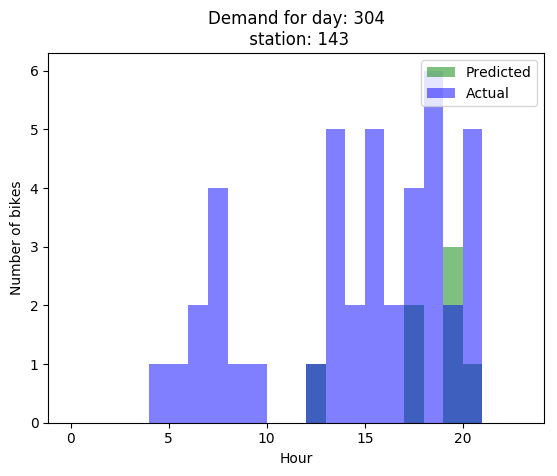 Demand for day: 304
station: 143
Predicted
Actual
Number of bikes
6
5
4
3
2
1
0
0 5 10 15 20
Hour